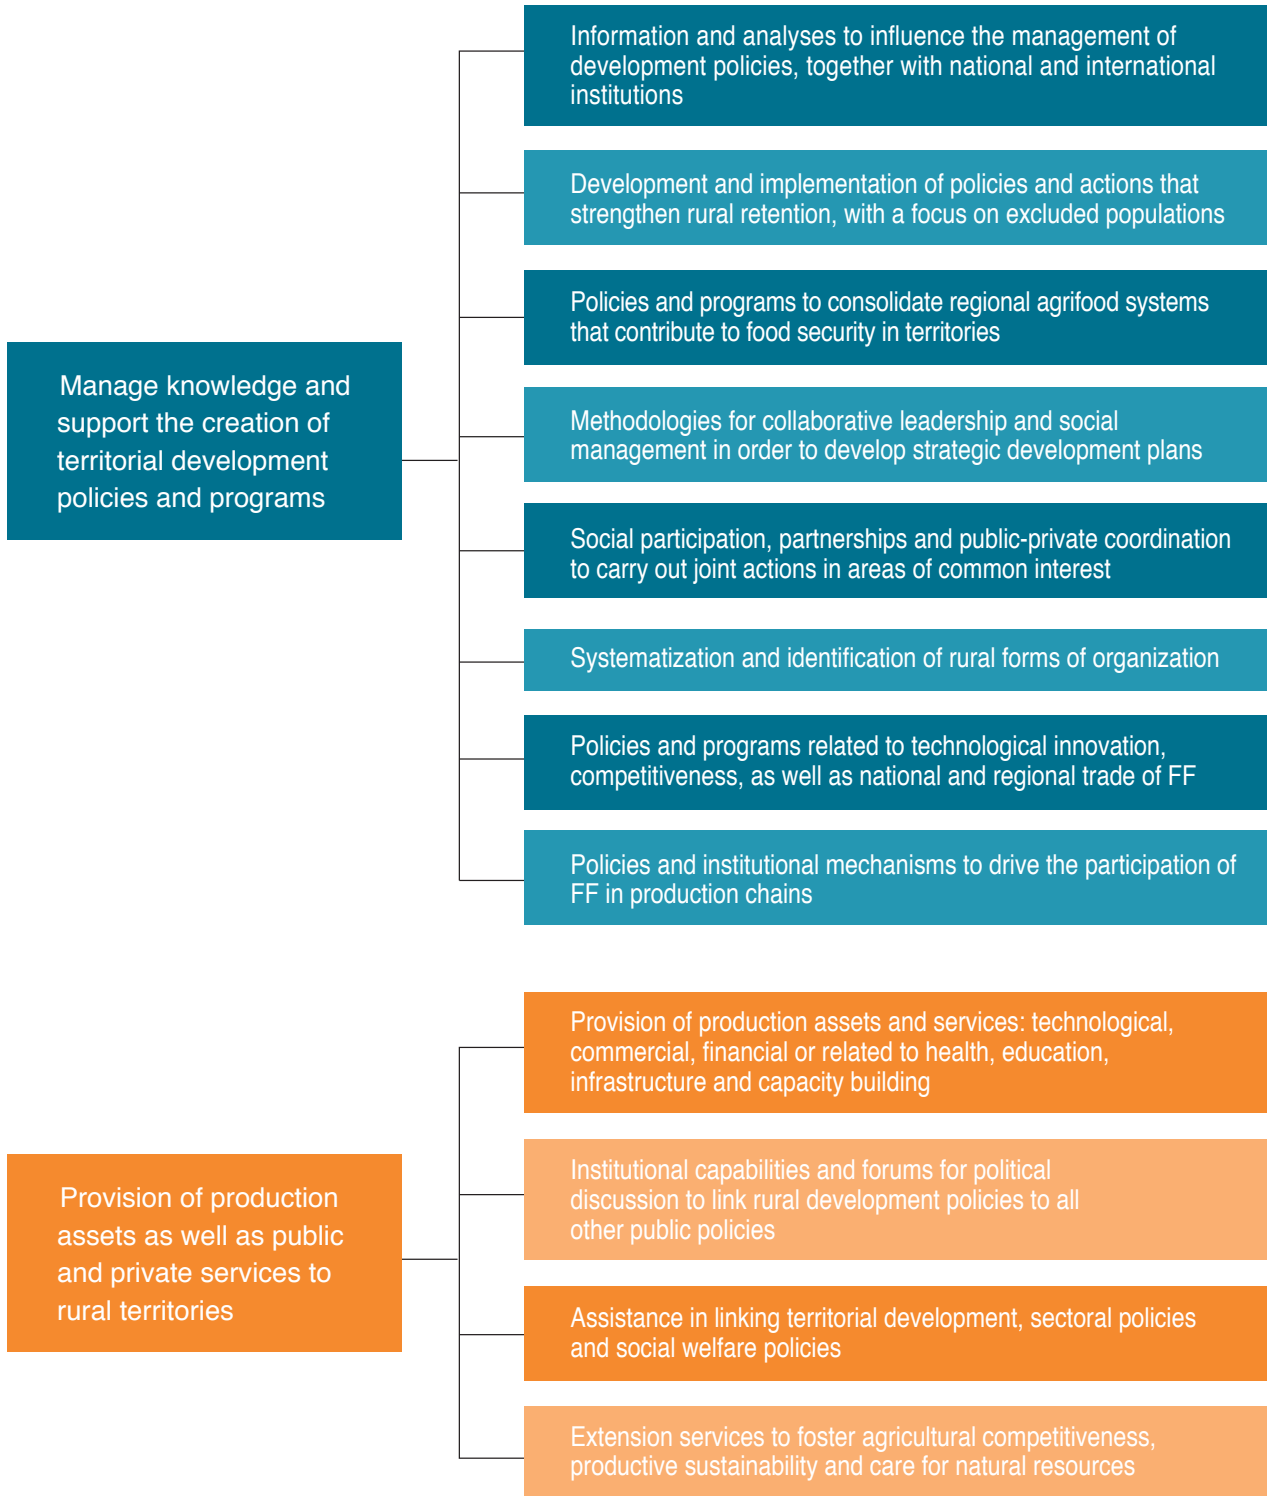 Information and analyses to influence the management of
development policies, together with national and international
institutions
Development and implementation of policies and actions that
strengthen rural retention, with a focus on excluded populations
Policies and programs to consolidate regional agrifood systems
that contribute to food security in territories
Manage knowledge and
support the creation of
territorial development
policies and programs
Methodologies for collaborative leadership and social
management in order to develop strategic development plans
Social participation, partnerships and public-private coordination
to carry out joint actions in areas of common interest
Systematization and identification of rural forms of organization
Policies and programs related to technological innovation,
competitiveness, as well as national and regional trade of FF
Policies and institutional mechanisms to drive the participation of
FF in production chains
Provision of production assets and services: technological,
commercial, financial or related to health, education,
infrastructure and capacity building
Provision of production
assets as well as public
and private services to
rural territories
Institutional capabilities and forums for political
discussion to link rural development policies to all
other public policies
Assistance in linking territorial development, sectoral policies
and social welfare policies
Extension services to foster agricultural competitiveness,
productive sustainability and care for natural resources